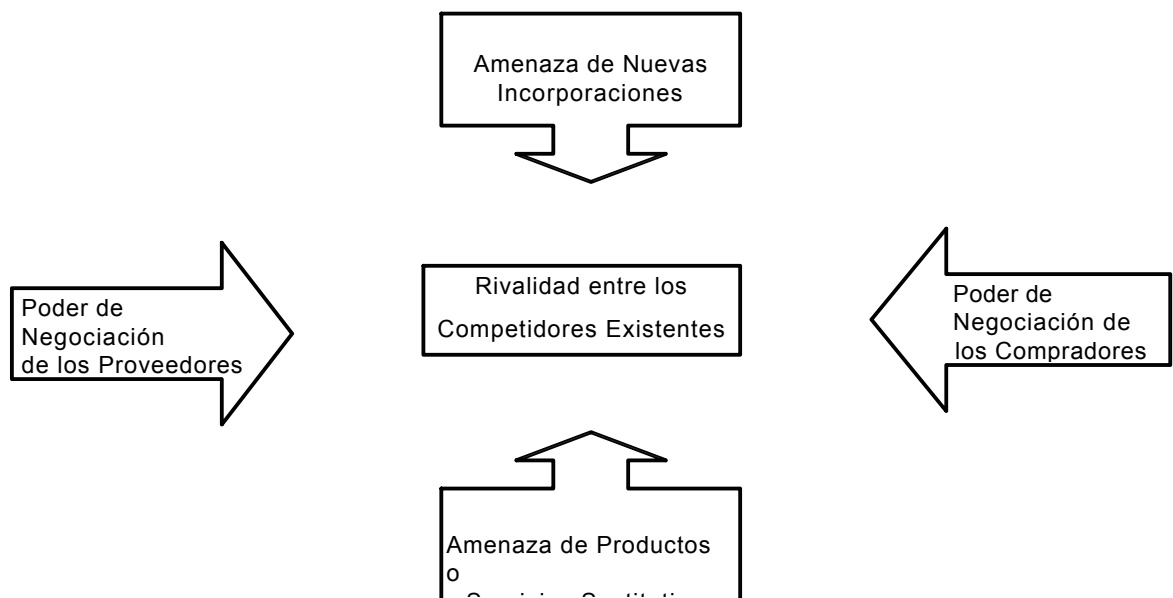 Amenaza de Nuevas
Incorporaciones
Poder de
Negociación
de los Proveedores
Rivalidad entre los
Competidores Existentes
Poder de
Negociación de
los Compradores
Amenaza de Productos
o